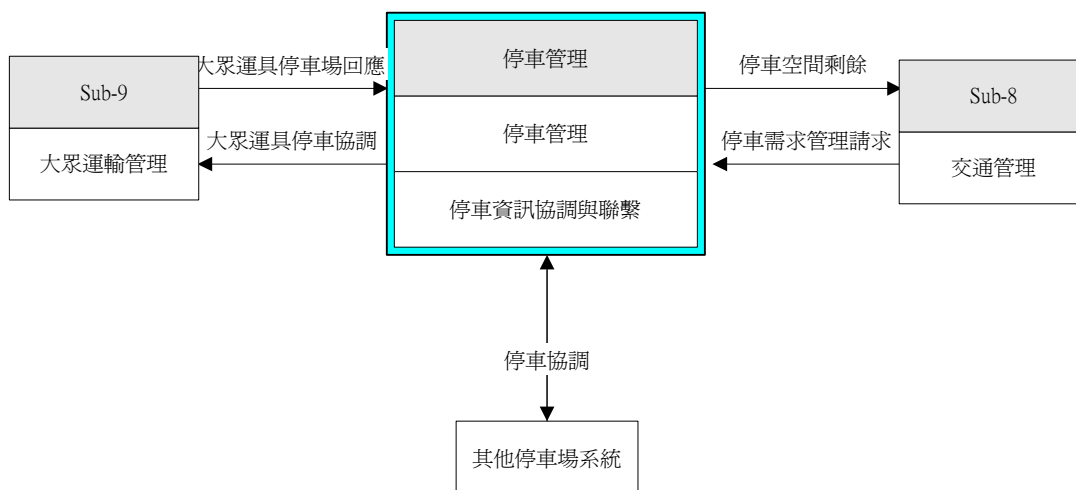 停車管理
大眾運具停車場回應
停車空間剩餘
Sub-9
Sub-8
停車管理
大眾運具停車協調
停車需求管理請求
大眾運輸管理
交通管理
停車資訊協調與聯繫
停車協調
其他停車場系統